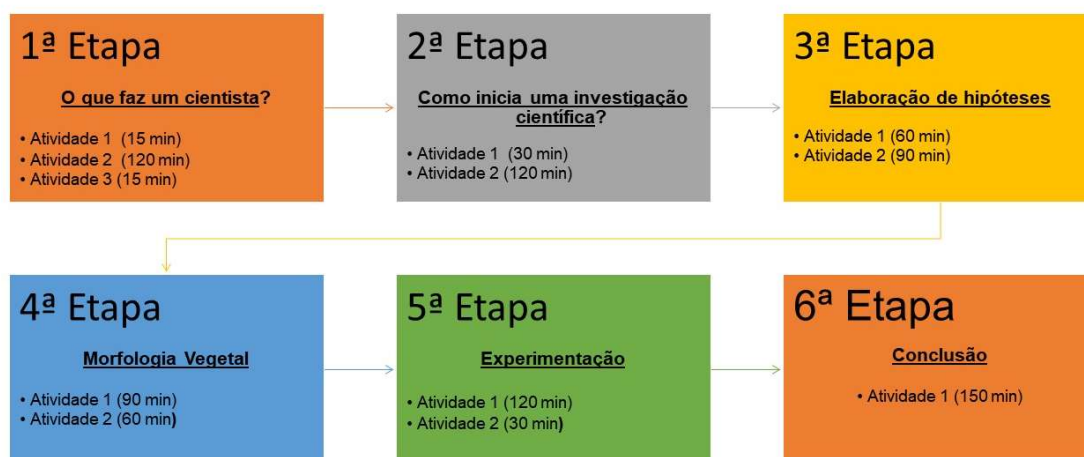 1ª Etapa
O que faz um cientista?
• Atividade 1 (15 min)
• Atividade 2 (120 min)
• Atividade 3 (15 min)
2ª Etapa
Como inicia uma investigação
científica?
• Atividade 1 (30 min)
• Atividade 2 (120 min)
3ª Etapa
Elaboração de hipóteses
• Atividade 1 (60 min)
• Atividade 2 (90 min)
4ª Etapa
Morfologia Vegetal
• Atividade 1 (90 min)
• Atividade 2 (60 min)
5ª Etapa
Experimentação
• Atividade 1 (120 min)
• Atividade 2 (30 min)
6ª Etapa
Conclusão
• Atividade 1 (150 min)